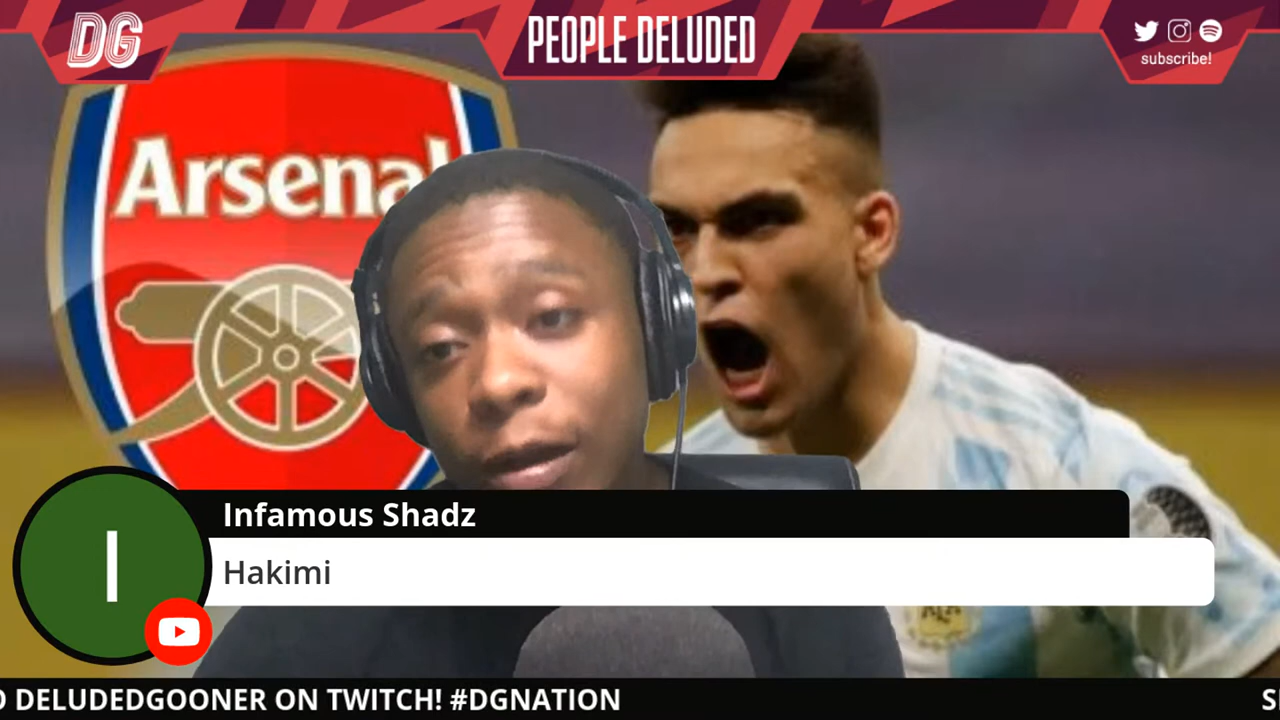 DG
PEOPLE DELUDED
subscribe!
Arsenal
Infamous Shadz
I
Hakimi
DELUDEDGOONER ON TWITCH! #DGNATION